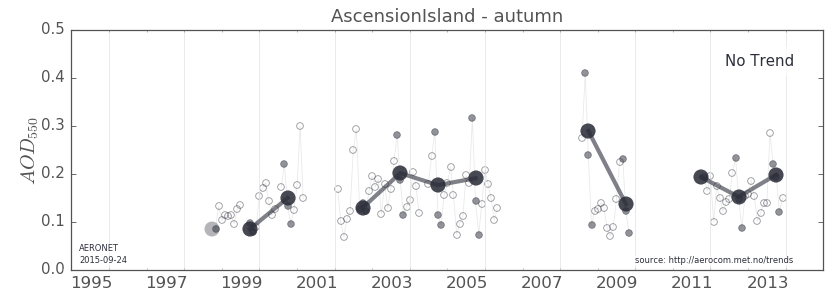 AscensionIsland - autumn
0.5
No Trend
0.4
0.3
0.2
0.1
0.0
AOD550
AERONET
2015-09-24
source: http://aerocom.met.no/trends
1995 1997 1999 2001 2003 2005 2007 2009 2011 2013